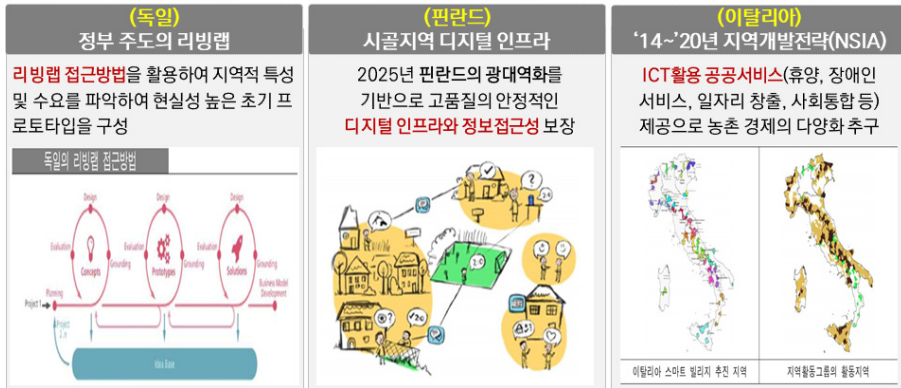 (독일)
정부 주도의 리빙랩
리빙랩 접근방법을 활용하여 지역적 특성
및 수요를 파악하여 현실성 높은 초기 프
로토타입을 구성
독일의 리빙랩 접근방법
Design
Design
Design
Evaluation
Evaluation
Evaluation
Concepts
Prototypes
Solutions
Grounding
Grounding
Grounding
Planning
Business Model
Development
Project 1
Project
2...n
Idea Base
(핀란드)
시골지역 디지털 인프라
2025년 핀란드의 광대역화를
기반으로 고품질의 안정적인
디지털 인프라와 정보접근성 보장
2.0
(이탈리아)
‘14~’20년 지역개발전략(NSIA)
ICT활용 공공서비스(휴양, 장애인
서비스, 일자리 창출, 사회통합 등)
제공으로 농촌 경제의 다양화 추구
이탈리아 스마트 빌리지 추진 지역
지역활동그룹의 활동지역